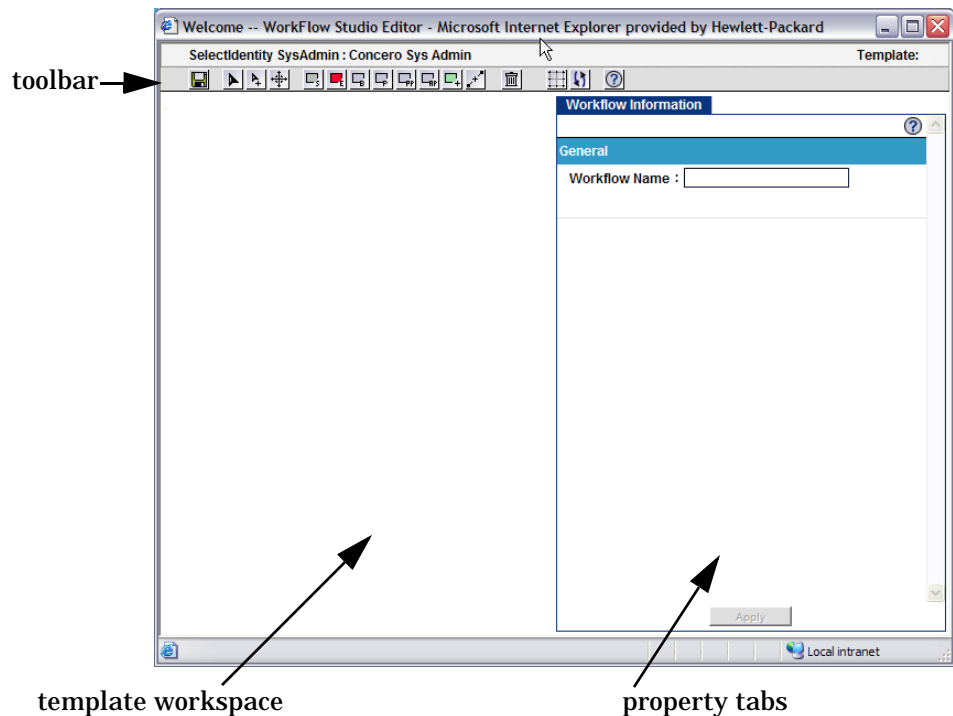 Welcome -- WorkFlow Studio Editor - Microsoft Internet Explorer provided by Hewlett-Packard
SelectIdentity SysAdmin : Concero Sys Admin Template:
toolbar
Workflow Information
General
Workflow Name :
Apply
Local intranet
template workspace
property tabs